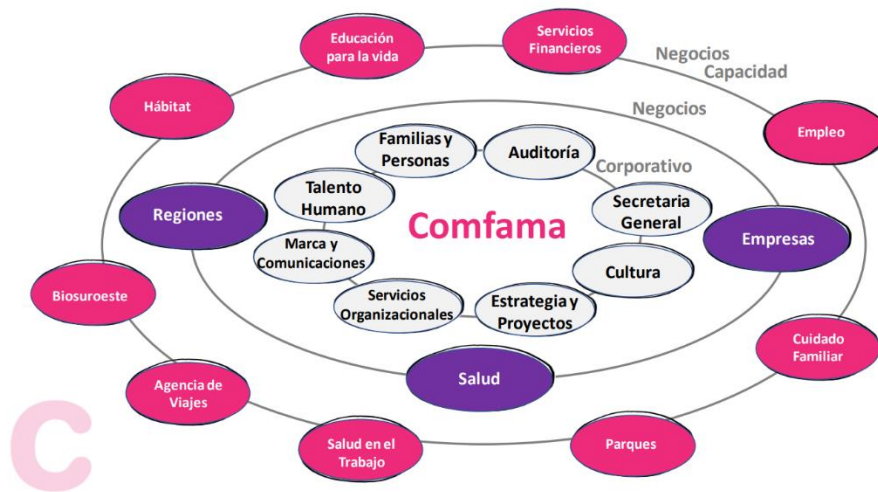 Educación
para la vida
Servicios
Financieros
Negocios
Capacidad
Hábitat
Negocios
Empleo
Familias y
Personas
Auditoría
Corporativo
Talento
Humano
Secretaria
General
Regiones
Comfama
Empresas
Marca y
Comunicaciones
Cultura
Biosuroeste
Servicios
Organizacionales
Estrategia y
Proyectos
Cuidado
Familiar
Salud
Agencia de
Viajes
C
Salud en el
Trabajo
Parques